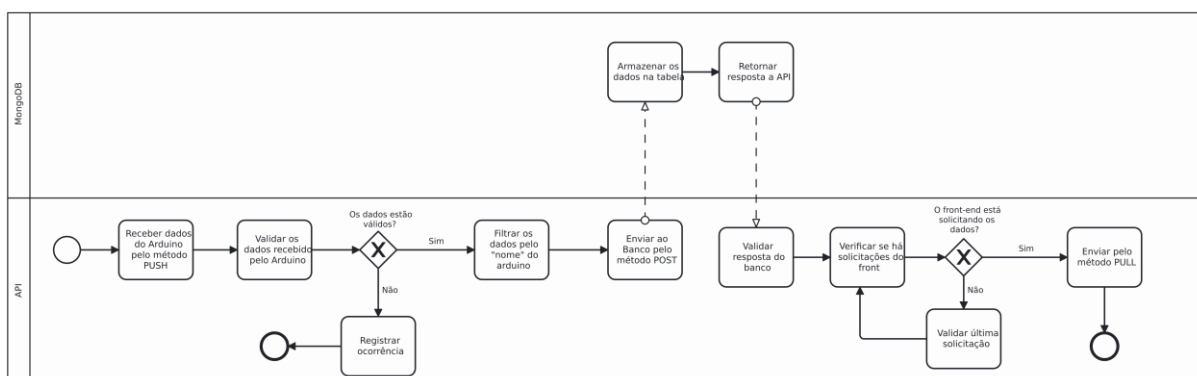 MongoDB
Armazenar os
dados na tabela
Retornar
resposta a API
API
Receber dados
do Arduino
pelo método
PUSH
Validar os
dados recebido
pelo Arduino
Os dados estão
válidos?
Sim
Não
Registrar
ocorrência
Filtrar os
dados pelo
"nome" do
arduino
Enviar ao
Banco pelo
método POST
Validar
resposta do
banco
Verificar se há
solicitações do
front
O front-end está
solicitando os
dados?
Sim
Não
Validar última
solicitação
Enviar pelo
método PULL